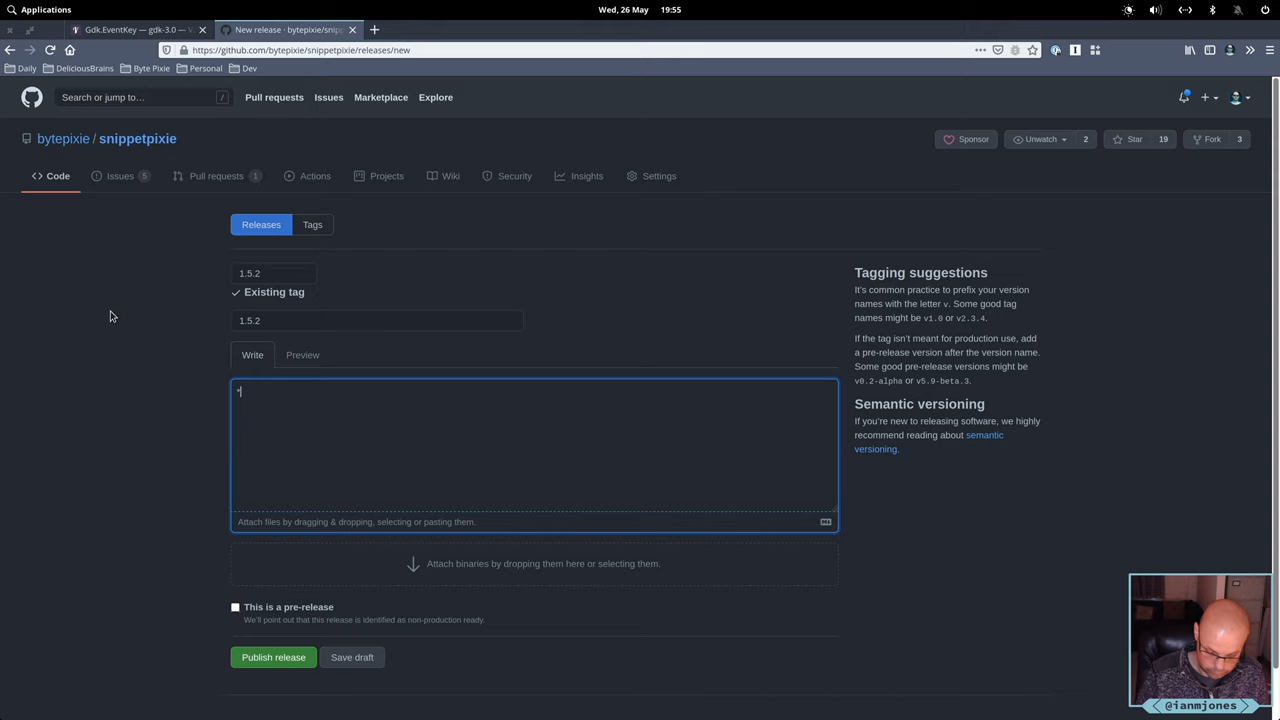 Applications
Wed, 26 May 19:55
Gdk.EventKey — gdk-3.0 — V
New release · bytepixie/snipp
https://github.com/bytepixie/snippetpixie/releases/new
Daily DeliciousBrains Byte Pixie Personal Dev
Search or jump to… / Pull requests Issues Marketplace Explore
bytepixie / snippetpixie
Sponsor Unwatch 2 Star 19 Fork 3
Code Issues 5 Pull requests 1 Actions Projects Wiki Security Insights Settings
Releases Tags
1.5.2
Existing tag
1.5.2
Write Preview
*
Attach files by dragging & dropping, selecting or pasting them.
Attach binaries by dropping them here or selecting them.
This is a pre-release
We'll point out that this release is identified as non-production ready.
Publish release Save draft
Tagging suggestions
It's common practice to prefix your version
names with the letter v. Some good tag
names might be v1.0 or v2.3.4.
If the tag isn't meant for production use, add
a pre-release version after the version name.
Some good pre-release versions might be
v0.2-alpha or v5.9-beta.3.
Semantic versioning
If you're new to releasing software, we highly
recommend reading about semantic
versioning.
@ianmjones